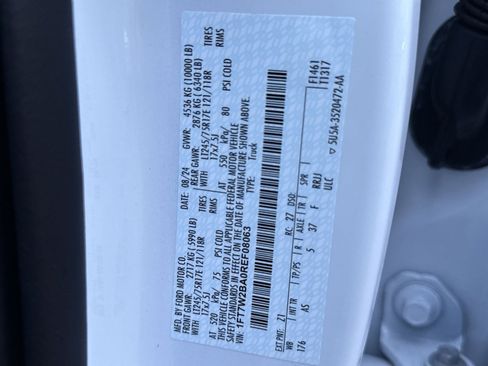 MFD. BY FORD MOTOR CO.
DATE: 08/24 GVWR: 4536 KG (10000 LB)
FRONT GAWR: 2717 KG (5990 LB) REAR GAWR: 2876 KG (6340 LB)
WITH LT245/75R17E 121/118R TIRES WITH LT245/75R17E 121/118R TIRES
17x7.5J RIMS 17x7.5J RIMS
AT 520 kPa/ 75 PSI COLD AT 550 kPa/ 80 PSI COLD
THIS VEHICLE CONFORMS TO ALL APPLICABLE FEDERAL MOTOR VEHICLE
SAFETY STANDARDS IN EFFECT ON THE DATE OF MANUFACTURE SHOWN ABOVE.
VIN: 1FT7W2BA0REF08063 TYPE: Truck
F1461
T1317
EXT PNT: Z1 RC: 27 DSO:
WB INT TR TP/PS R AXLE TR SPR
176 AS 5 37 F RRJJ
ULC
5U5A-3520472-AA